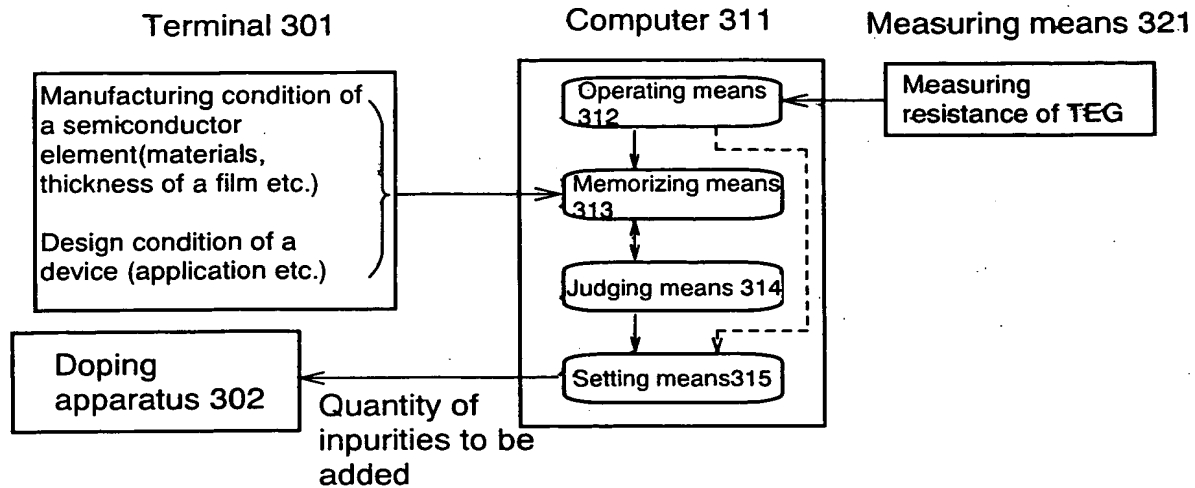 Terminal 301
Computer 311
Measuring means 321
Manufacturing condition of
a semiconductor
element(materials,
thickness of a film etc.)
Design condition of a
device (application etc.)
Operating means
312
Measuring
resistance of TEG
Memorizing means
313
Judging means 314
Setting means315
Doping
apparatus 302
Quantity of
inpurities to be
added